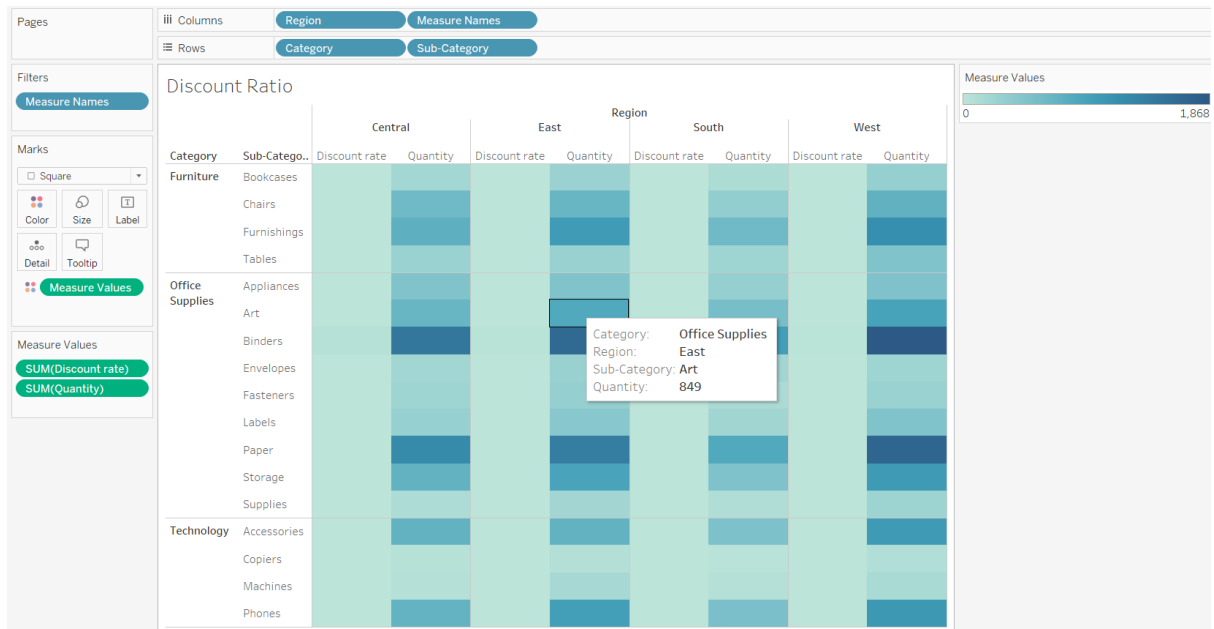 Pages
iii Columns Region Measure Names
Rows Category Sub-Category
Filters
Measure Names
Marks
Square
Color Size Label
Detail Tooltip
Measure Values
Measure Values
SUM(Discount rate)
SUM(Quantity)
Discount Ratio
Region
Central East South West
Category Sub-Catego.. Discount rate Quantity Discount rate Quantity Discount rate Quantity Discount rate Quantity
Furniture Bookcases
Chairs
Furnishings
Tables
Office Supplies Appliances
Art
Binders
Envelopes
Fasteners
Labels
Paper
Storage
Supplies
Technology Accessories
Copiers
Machines
Phones
Category: Office Supplies
Region: East
Sub-Category: Art
Quantity: 849
Measure Values
0 1,868